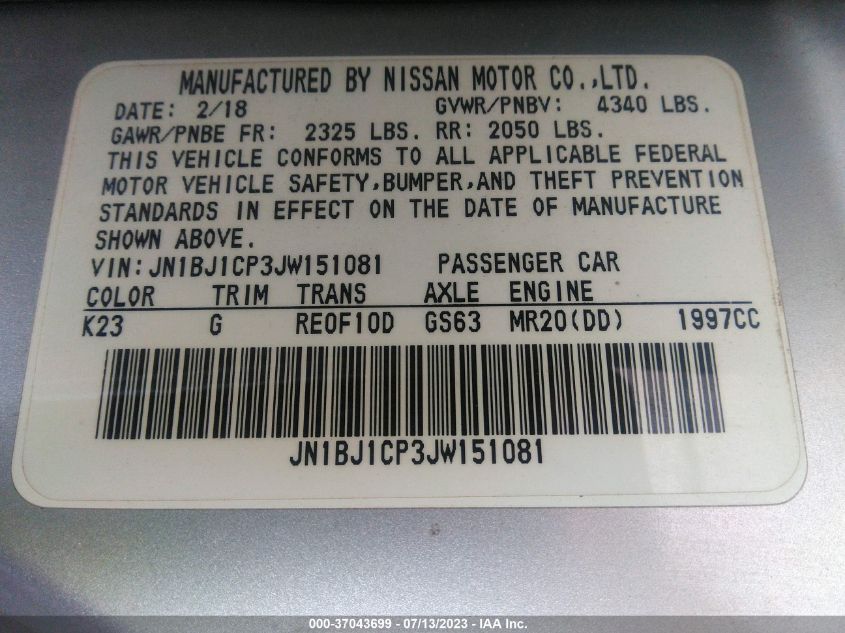 MANUFACTURED BY NISSAN MOTOR CO.,LTD.
DATE: 2/18 GVWR/PNBV: 4340 LBS.
GAWR/PNBE FR: 2325 LBS. RR: 2050 LBS.
THIS VEHICLE CONFORMS TO ALL APPLICABLE FEDERAL
MOTOR VEHICLE SAFETY,BUMPER,AND THEFT PREVENTION
STANDARDS IN EFFECT ON THE DATE OF MANUFACTURE
SHOWN ABOVE.
VIN:JN1BJ1CP3JW151081 PASSENGER CAR
COLOR TRIM TRANS AXLE ENGINE
K23 G RE0F10D GS63 MR20(DD) 1997CC
JN1BJ1CP3JW151081
000-37043699 / 07/13/2023 - IAA Inc.